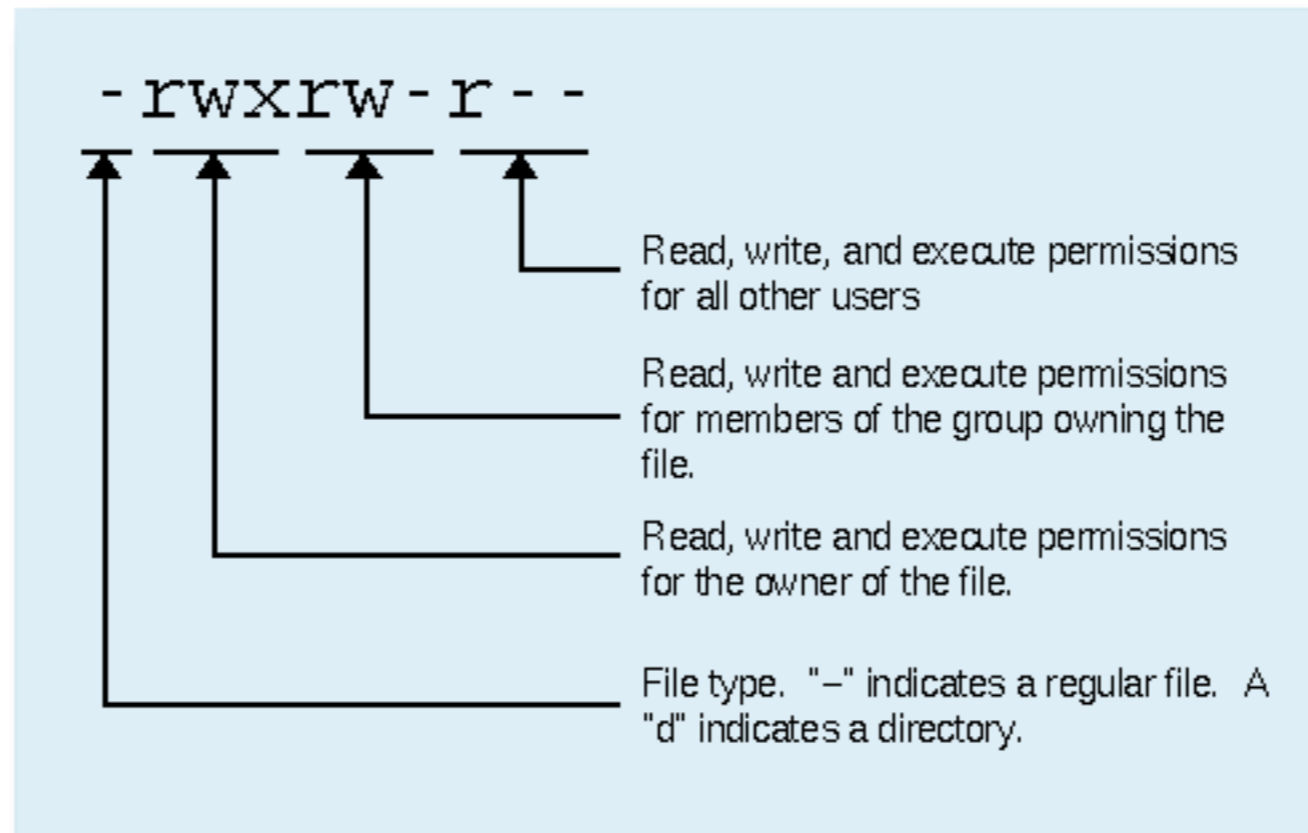 -rwxrw-r--
Read, write, and execute permissions
for all other users
Read, write and execute permissions
for members of the group owning the
file.
Read, write and execute permissions
for the owner of the file.
File type.  "–" indicates a regular file.  A
"d" indicates a directory.